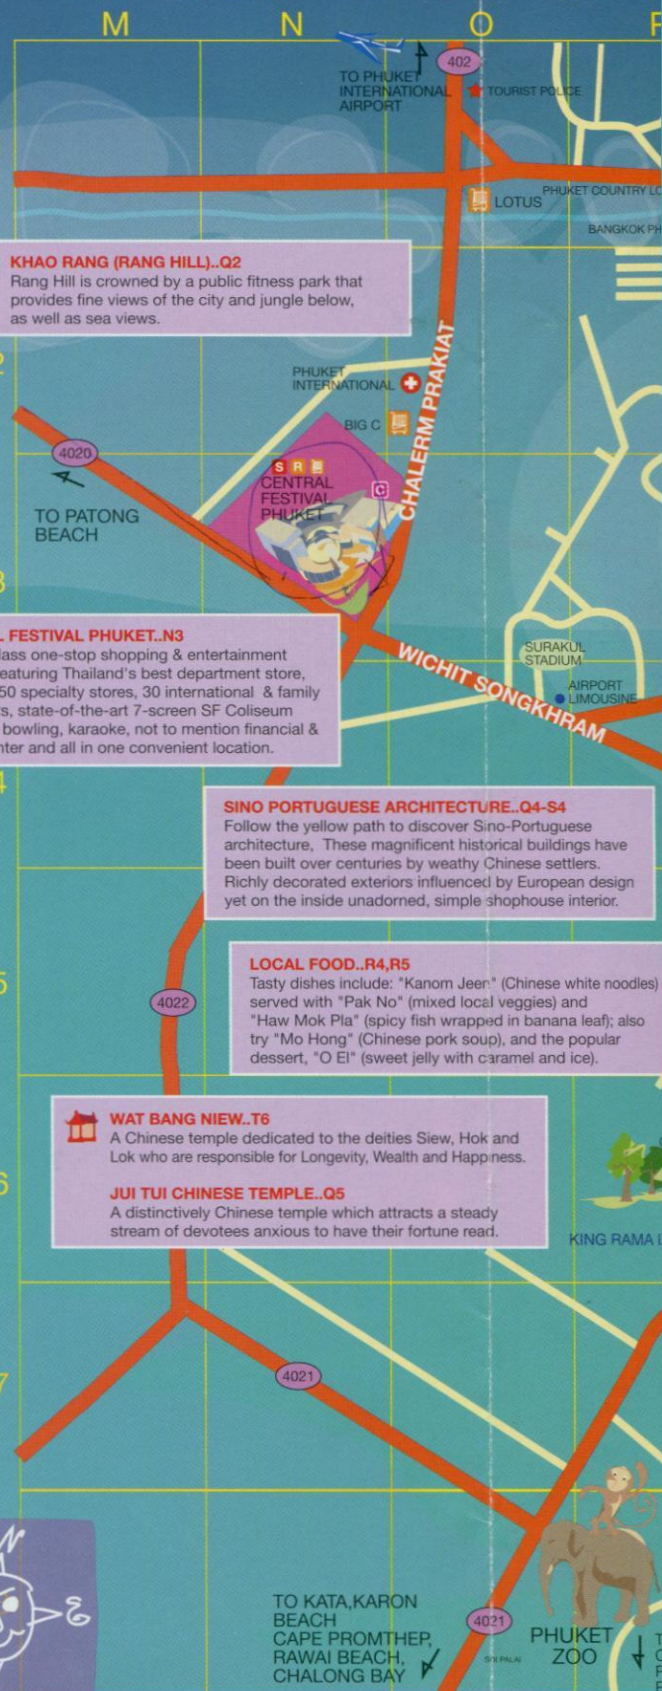 M N O
402
TO PHUKET
INTERNATIONAL
AIRPORT
TOURIST POLICE
LOTUS
PHUKET COUNTRY
BANGKOK
KHAO RANG (RANG HILL)..Q2
Rang Hill is crowned by a public fitness park that
provides fine views of the city and jungle below,
as well as sea views.
PHUKET
INTERNATIONAL
BIG C
CHALERM PRAKIAT
4020
TO PATONG
BEACH
S R
CENTRAL
FESTIVAL
PHUKET
C
3
L FESTIVAL PHUKET..N3
lass one-stop shopping & entertainment
eaturing Thailand's best department store,
50 specialty stores, 30 international & family
s, state-of-the-art 7-screen SF Coliseum
bowling, karaoke, not to mention financial &
nter and all in one convenient location.
WICHIT SONGKHRAM
SURAKUL
STADIUM
AIRPORT
LIMOUSINE
4
SINO PORTUGUESE ARCHITECTURE..Q4-S4
Follow the yellow path to discover Sino-Portuguese
architecture, These magnificent historical buildings have
been built over centuries by weathy Chinese settlers.
Richly decorated exteriors influenced by European design
yet on the inside unadorned, simple shophouse interior.
5
LOCAL FOOD..R4,R5
Tasty dishes include: "Kanom Jeen" (Chinese white noodles)
served with "Pak No" (mixed local veggies) and
"Haw Mok Pla" (spicy fish wrapped in banana leaf); also
try "Mo Hong" (Chinese pork soup), and the popular
dessert, "O EI" (sweet jelly with caramel and ice).
4022
WAT BANG NIEW..T6
A Chinese temple dedicated to the deities Siew, Hok and
Lok who are responsible for Longevity, Wealth and Happiness.
6
JUI TUI CHINESE TEMPLE..Q5
A distinctively Chinese temple which attracts a steady
stream of devotees anxious to have their fortune read.
KING RAMA
7
4021
N
E
TO KATA,KARON
BEACH
CAPE PROMTHEP,
RAWAI BEACH,
CHALONG BAY
4021
SOI PALAI
PHUKET
ZOO